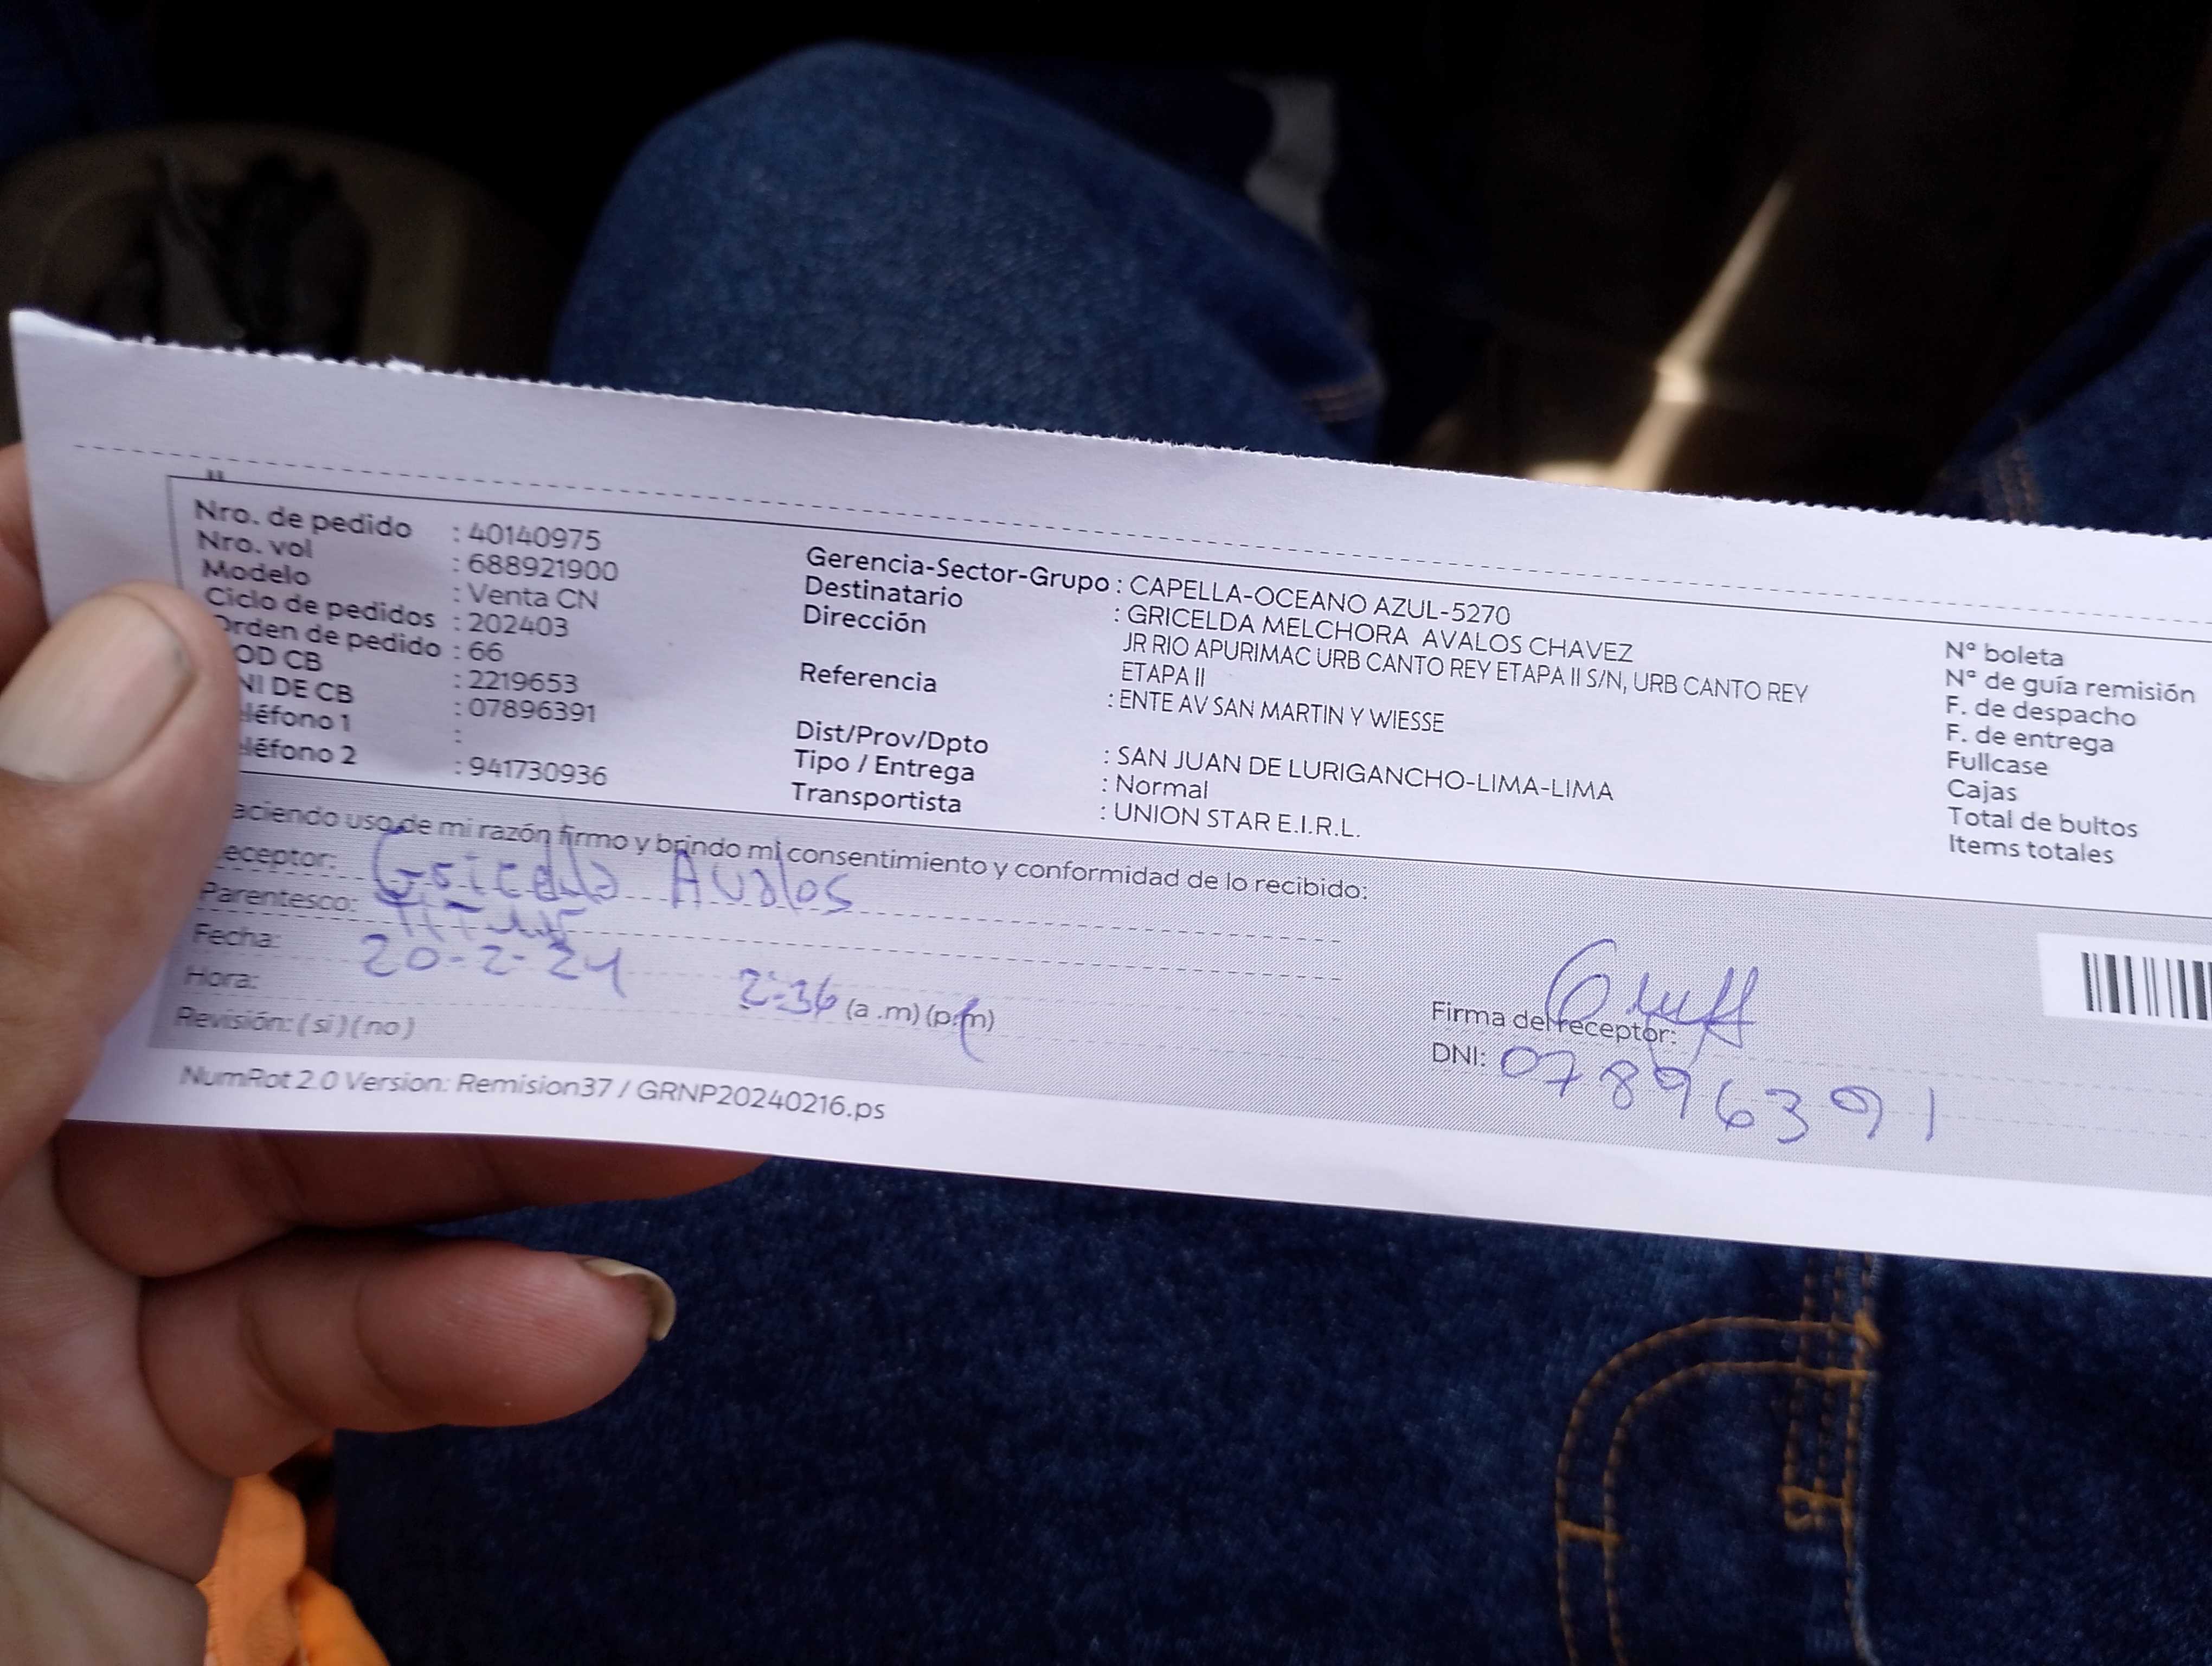 Nro. de pedido : 40140975
Nro. vol : 688921900
Modelo : Venta CN
Ciclo de pedidos : 202403
Orden de pedido : 66
OD CB : 2219653
NI DE CB : 07896391
eléfono 1 :
eléfono 2 : 941730936
Gerencia-Sector-Grupo : CAPELLA-OCEANO AZUL-5270
Destinatario : GRICELDA MELCHORA AVALOS CHAVEZ
Dirección JR RIO APURIMAC URB CANTO REY ETAPA II S/N, URB CANTO REY
ETAPA II
Referencia : ENTE AV SAN MARTIN Y WIESSE
Dist/Prov/Dpto : SAN JUAN DE LURIGANCHO-LIMA-LIMA
Tipo / Entrega : Normal
Transportista : UNION STAR E.I.R.L.
N° boleta
N° de guía remisión
F. de despacho
F. de entrega
Fullcase
Cajas
Total de bultos
Items totales
aciendo uso de mi razón firmo y brindo mi consentimiento y conformidad de lo recibido:
eceptor: Gricelda Avalos
Parentesco: Titular
Fecha: 20-2-24
Hora: 2:36 (a .m) (p.m)
Revisión: ( si ) ( no )
Firma del receptor:
DNI: 07896391
NumRot 2.0 Version: Remision37 / GRNP20240216.ps